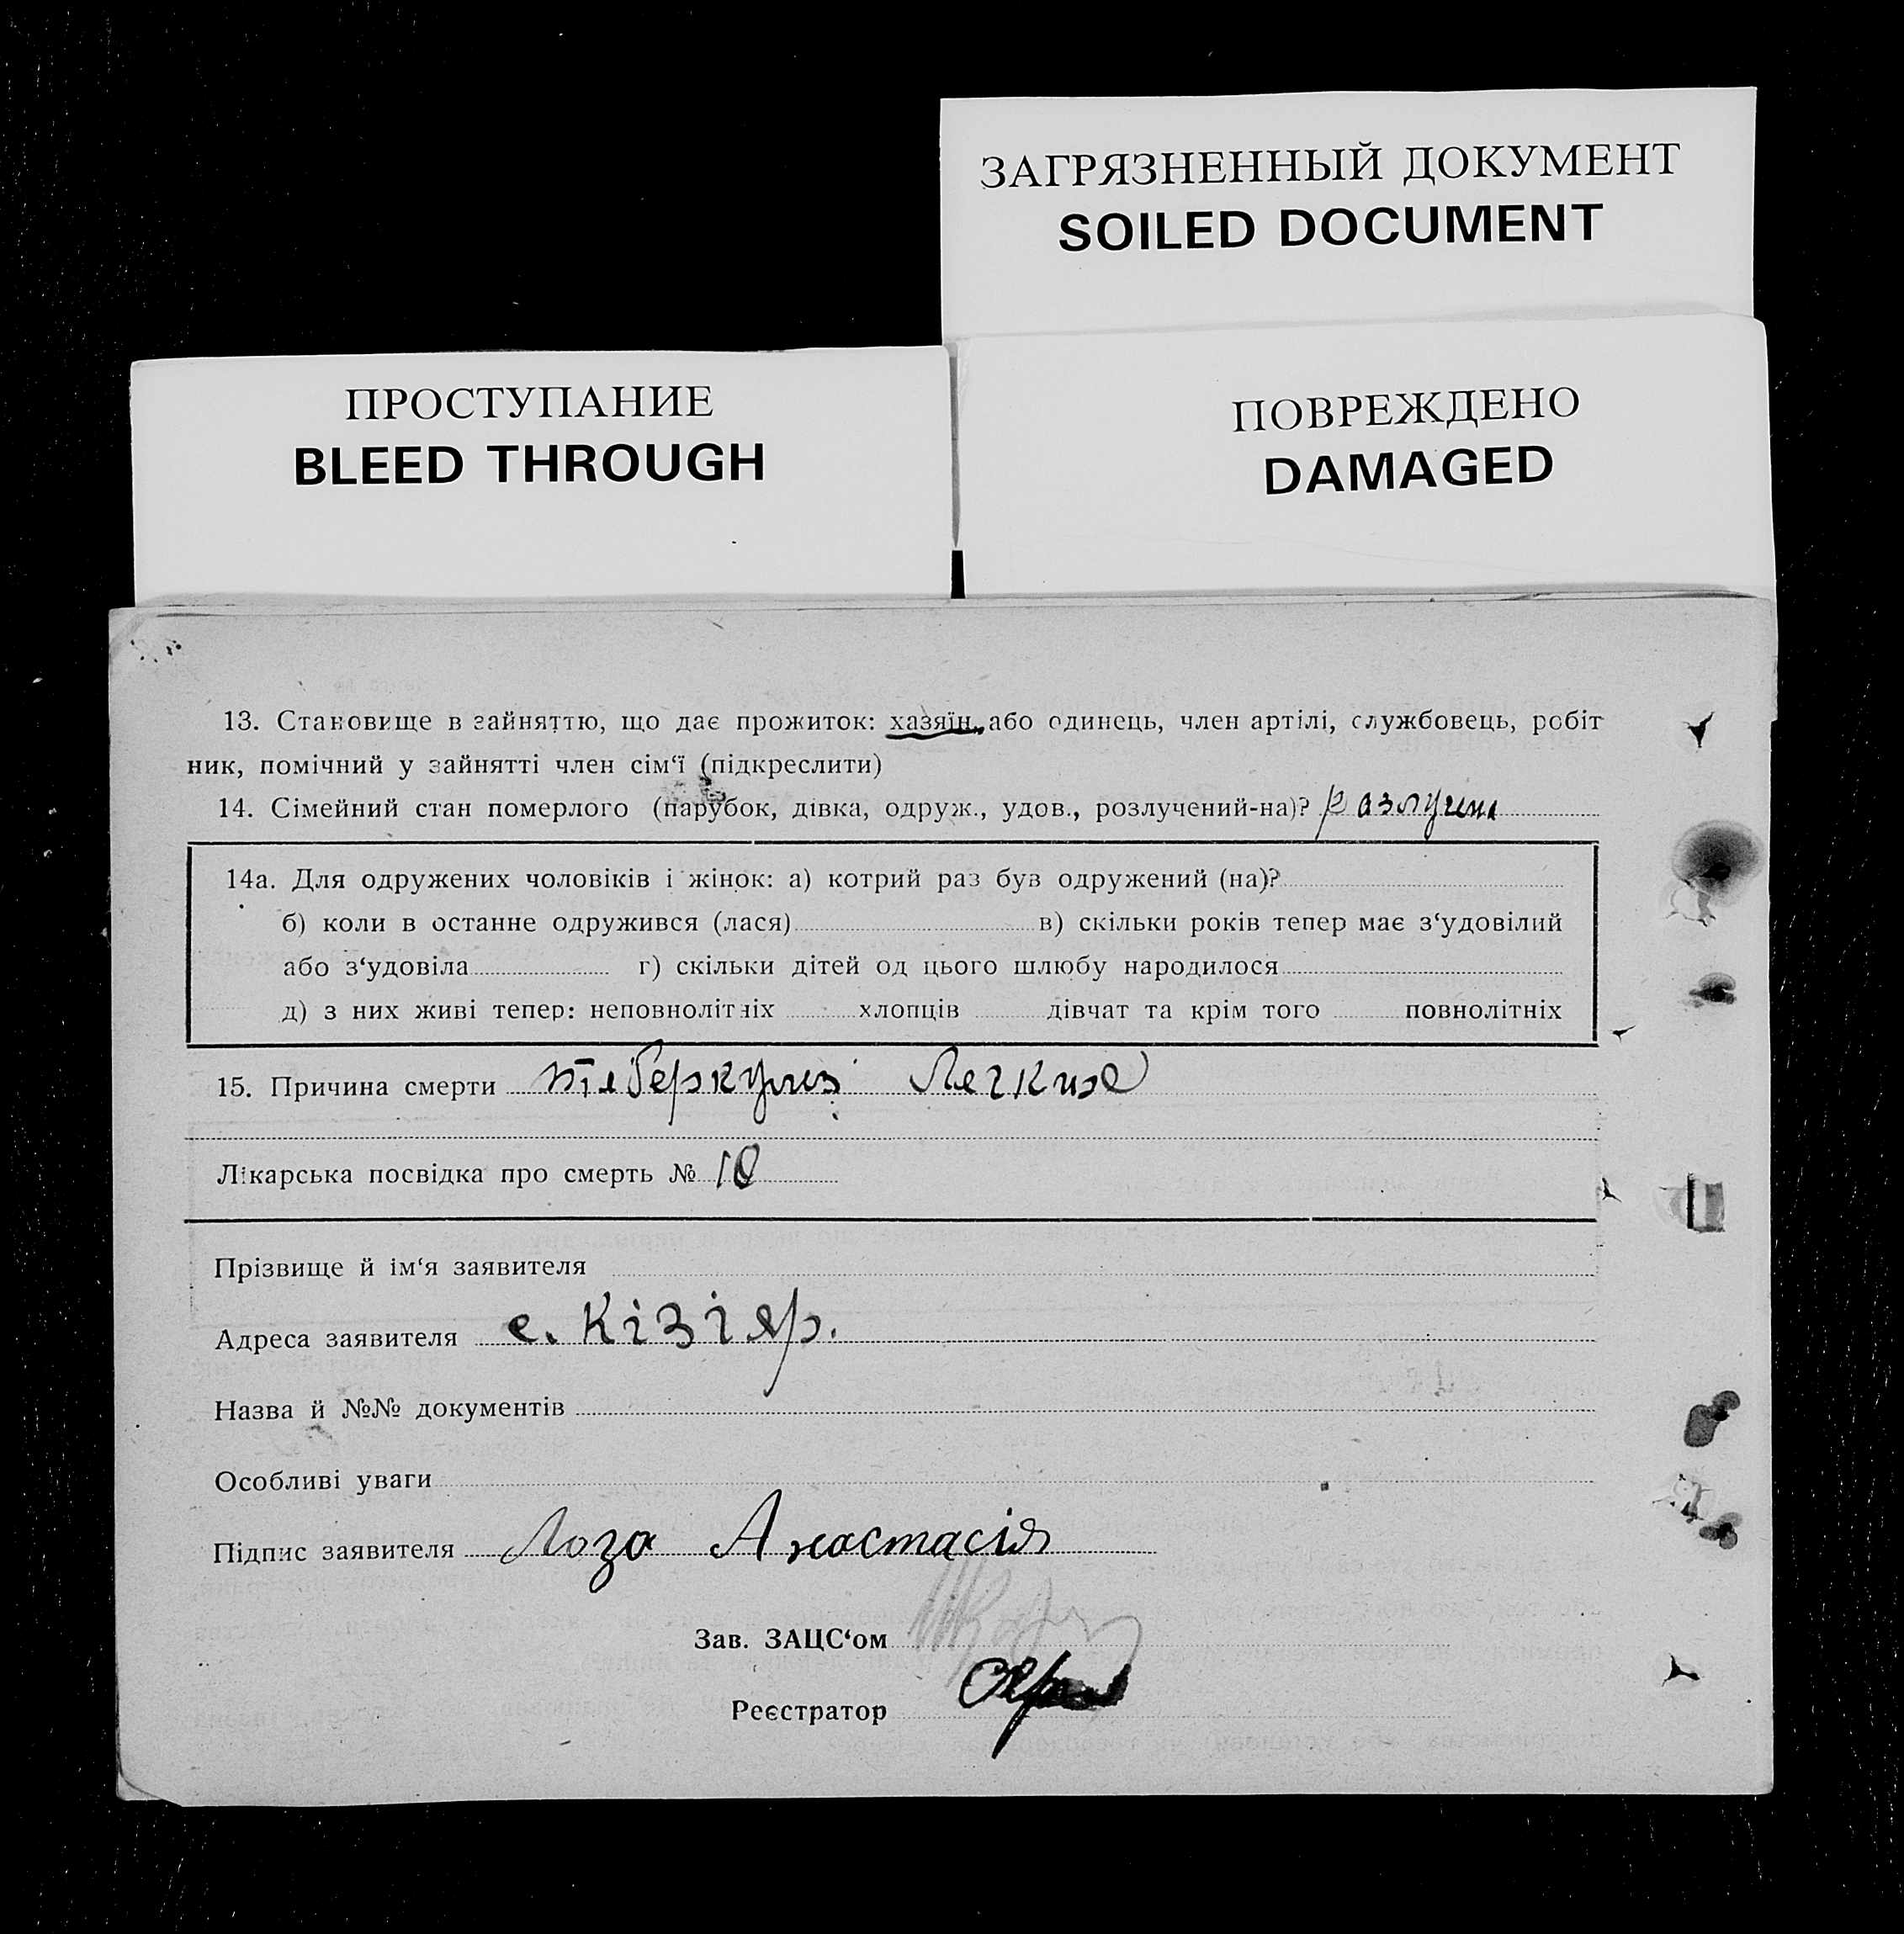 ЗАГРЯЗНЕННЫЙ ДОКУМЕНТ
SOILED DOCUMENT
ПРОСТУПАНИЕ
BLEED THROUGH
ПОВРЕЖДЕНО
DAMAGED
13. Становище в зайняттю, що дає прожиток: хазяїн, або одинець, член артілі, службовець, робіт
ник, помічний у зайнятті член сім‘ї (підкреслити)
14. Сімейний стан померлого (парубок, дівка, одруж., удов., розлучений-на)?
14а. Для одружених чоловіків і жінок: а) котрий раз був одружений (на)?
б) коли в останне одружився (лася) в) скільки років тепер має з‘удовілий
або з‘удовіла г) скільки дітей од цього шлюбу народилося
д) з них живі тепер: неповнолітніх хлопців дівчат та крім того повнолітніх
15. Причина смерти
Лікарська посвідка про смерть № 10
Прізвище й ім‘я заявителя
Адреса заявителя с. Кізіяр.
Назва й №№ документів
Особливі уваги
Підпис заявителя Лоза Анастасія
Зав. ЗАЦС‘ом
Реєстратор